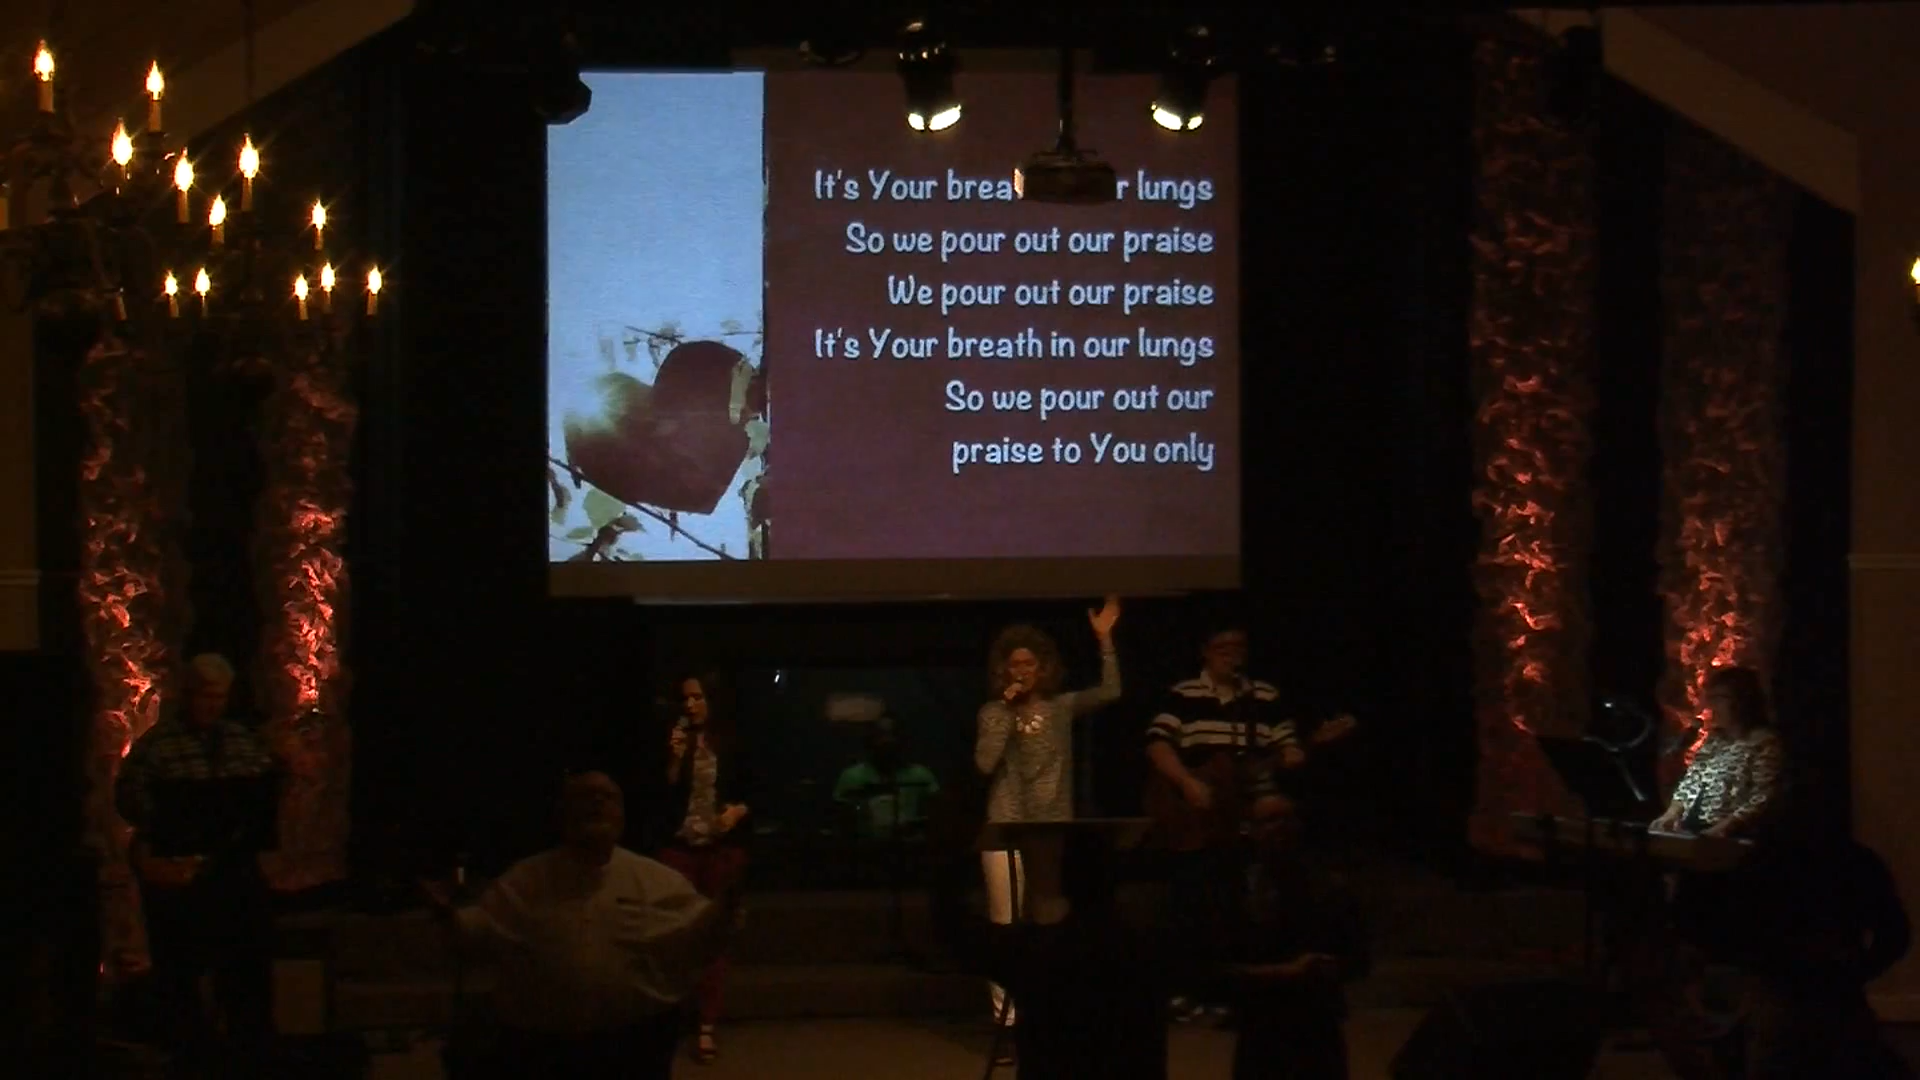 It's Your brea r lungs
So we pour out our praise
We pour out our praise
It's Your breath in our lungs
So we pour out our
praise to You only